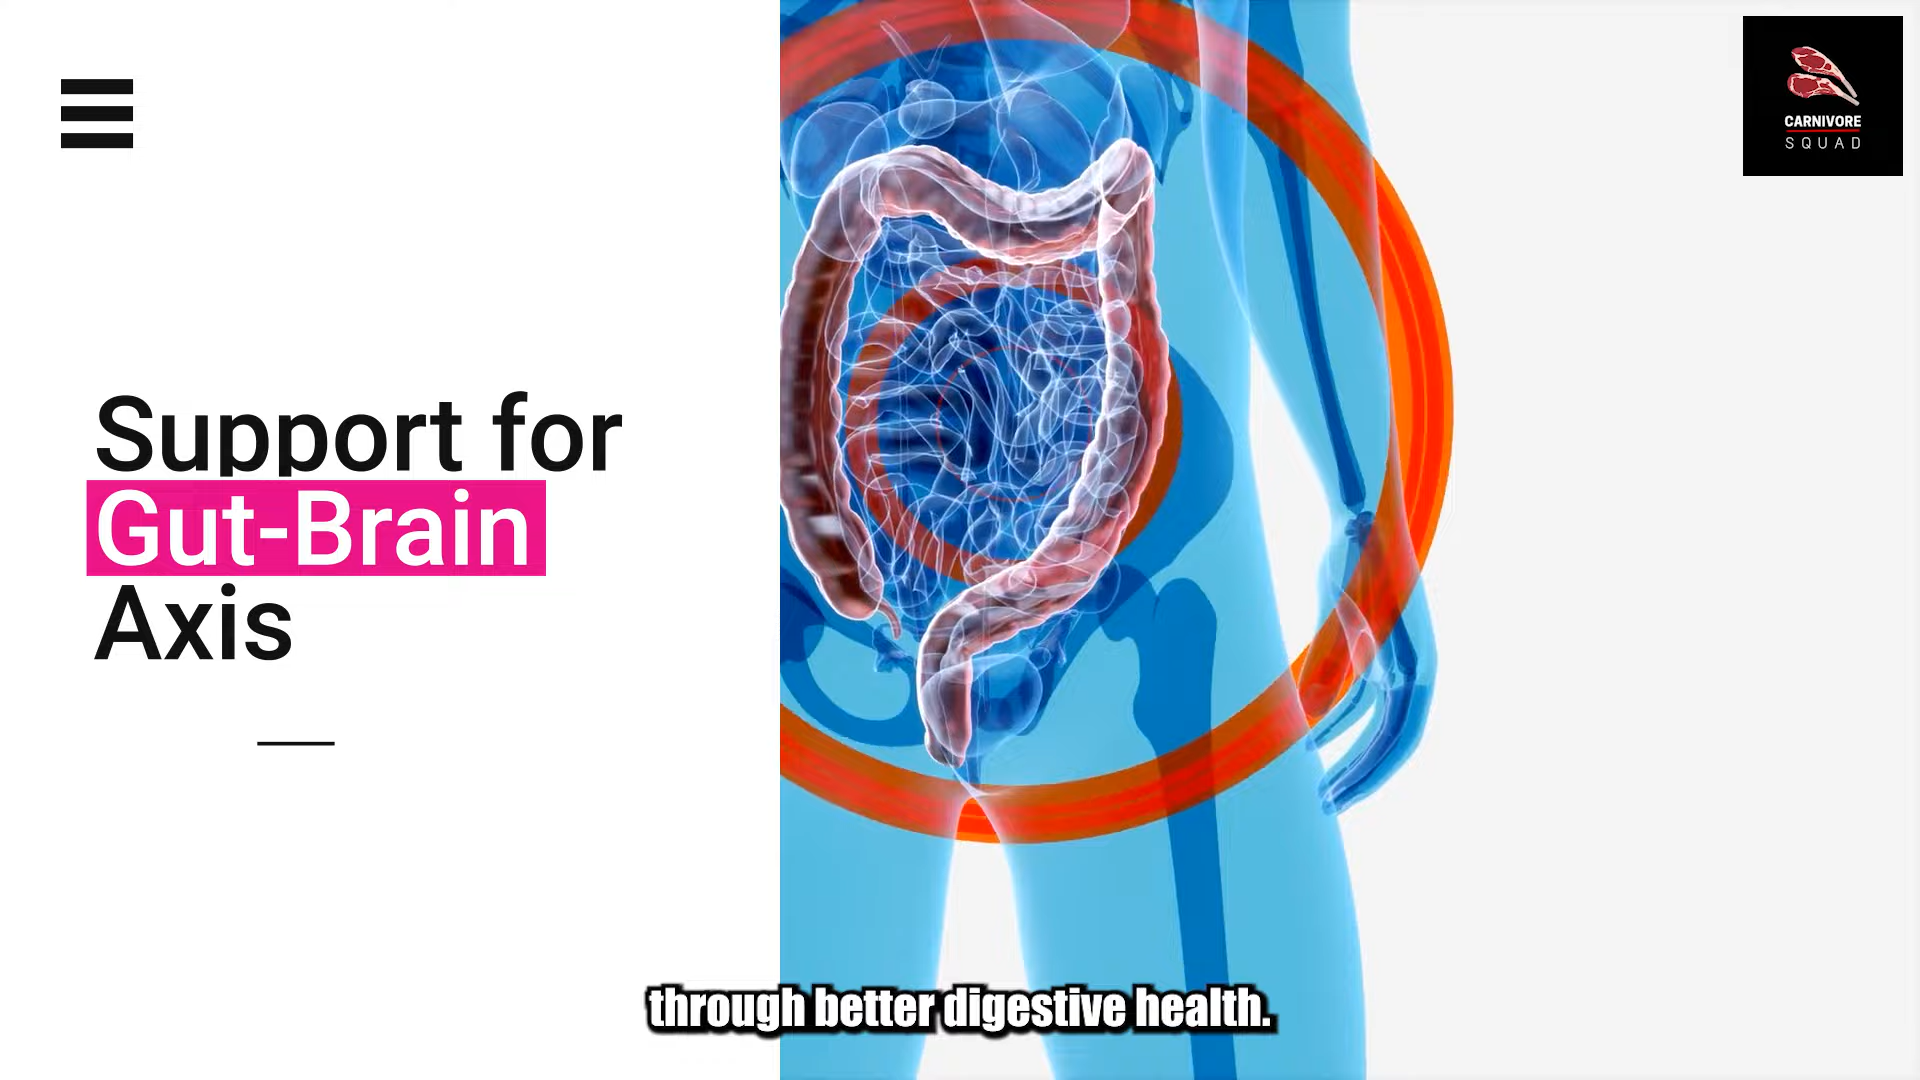 CARNIVORE
SQUAD
Support for
Gut-Brain
Axis
through better digestive health.